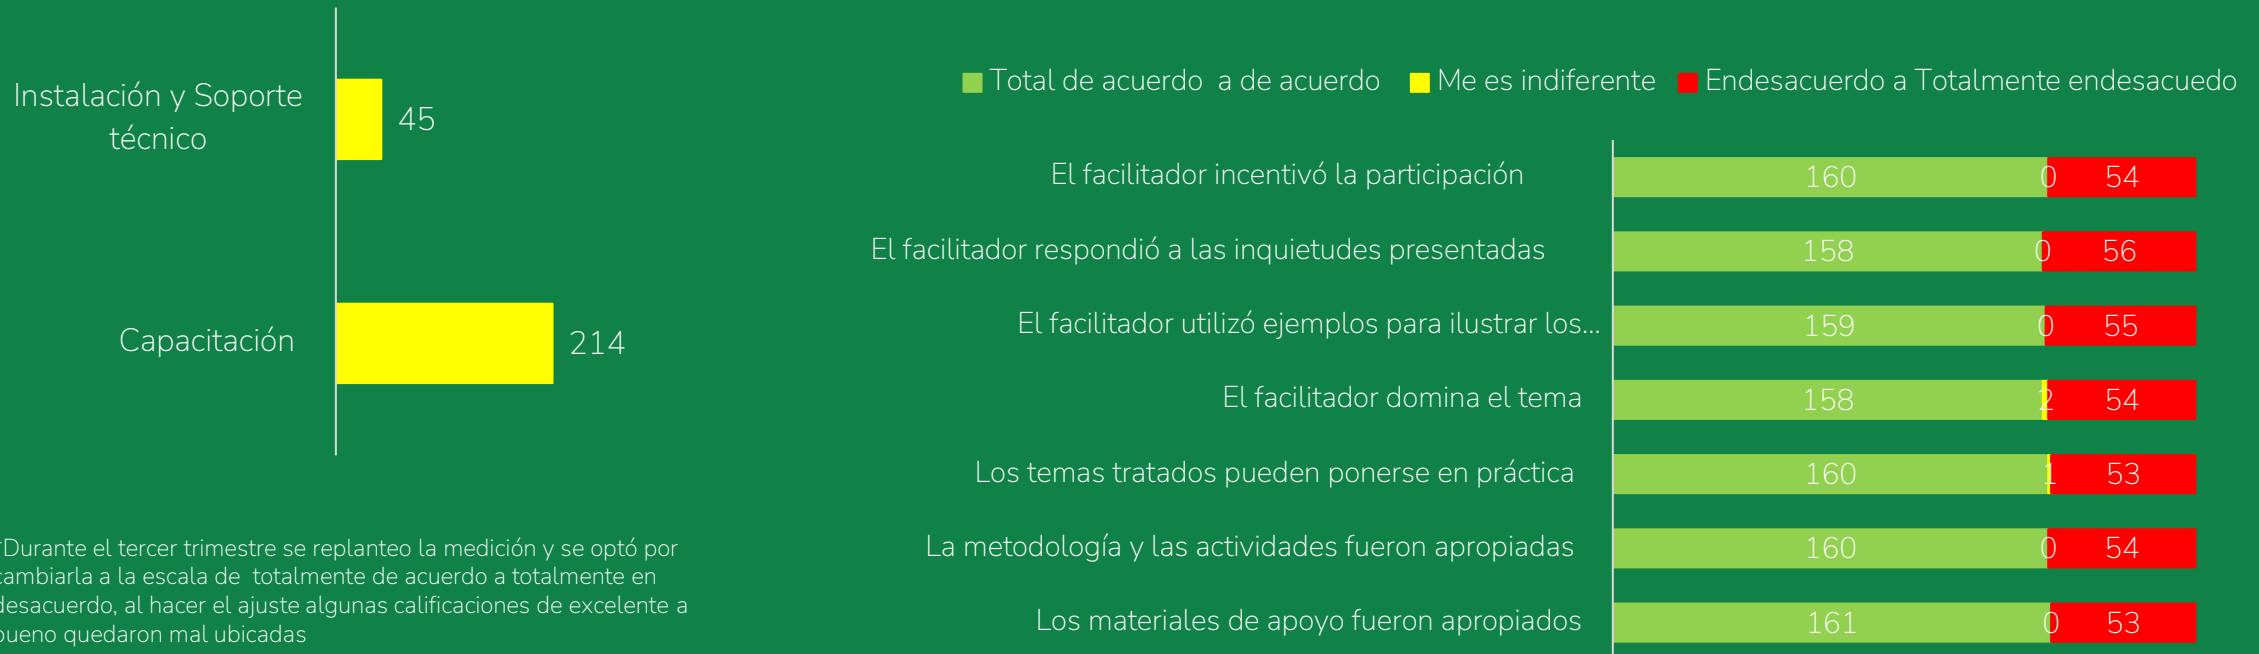 Instalación y Soporte
técnico
45
Capacitación
214
Durante el tercer trimestre se replanteo la medición y se optó por
cambiarla a la escala de totalmente de acuerdo a totalmente en
desacuerdo, al hacer el ajuste algunas calificaciones de excelente a
bueno quedaron mal ubicadas
Total de acuerdo a de acuerdo Me es indiferente Endesacuerdo a Totalmente endesacuedo
El facilitador incentivó la participación 160 0 54
El facilitador respondió a las inquietudes presentadas 158 0 56
El facilitador utilizó ejemplos para ilustrar los... 159 0 55
El facilitador domina el tema 158 2 54
Los temas tratados pueden ponerse en práctica 160 1 53
La metodología y las actividades fueron apropiadas 160 0 54
Los materiales de apoyo fueron apropiados 161 0 53